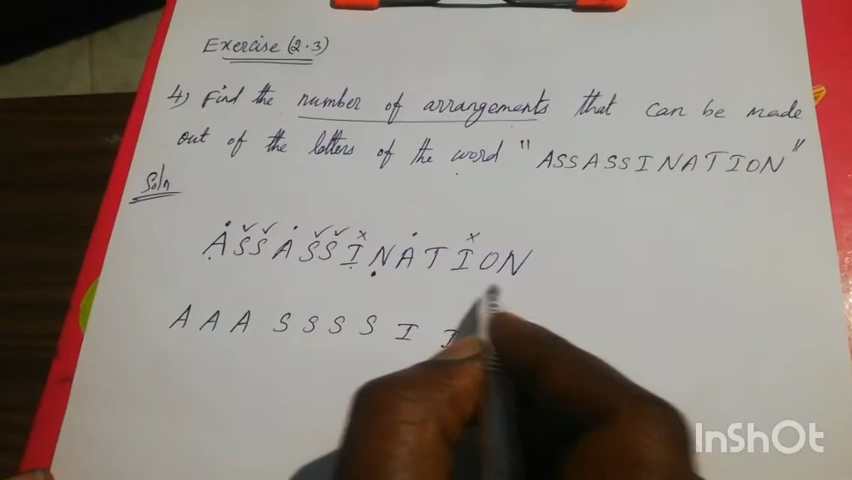 Exercise (2.3)
4) Find the number of arrangements that can be made
out of the letters of the word "ASSASSINATION"
Soln
ASSASSINATION
A A A S S S S I I
InShOt